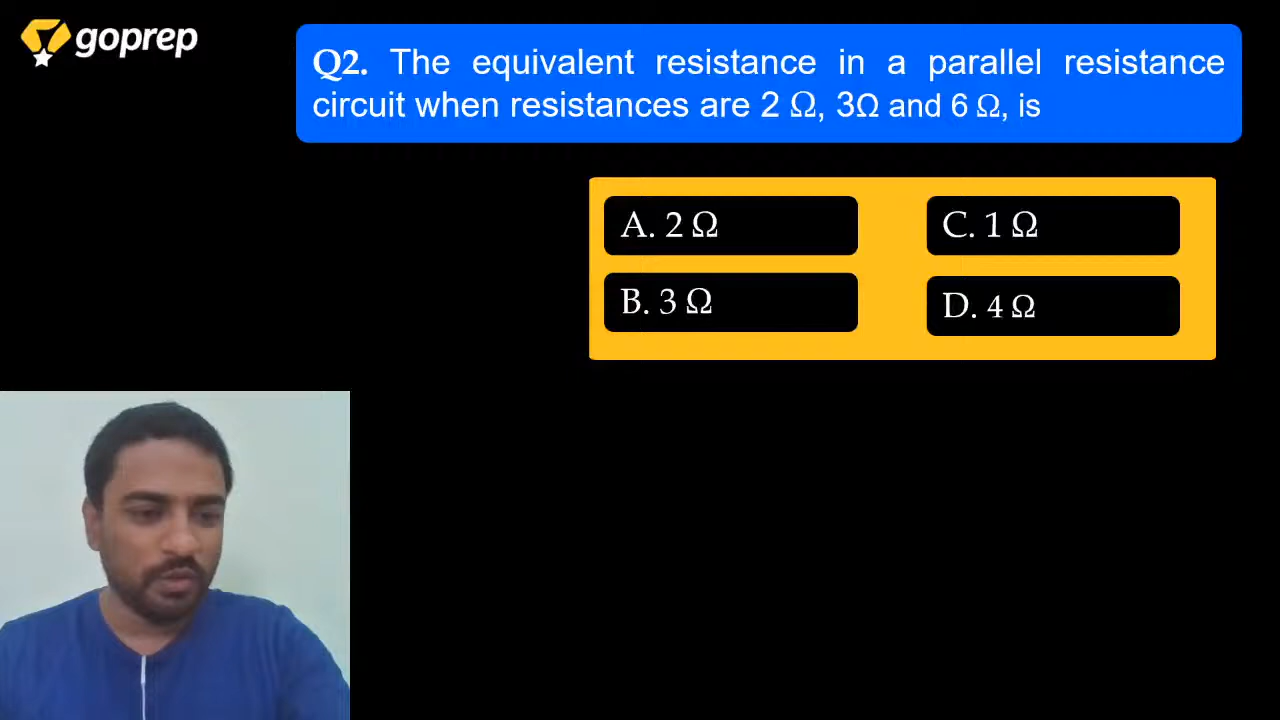 goprep
Q2. The equivalent resistance in a parallel resistance
circuit when resistances are 2 Ω, 3Ω and 6 Ω, is
A. 2 Ω
C. 1 Ω
B. 3 Ω
D. 4 Ω